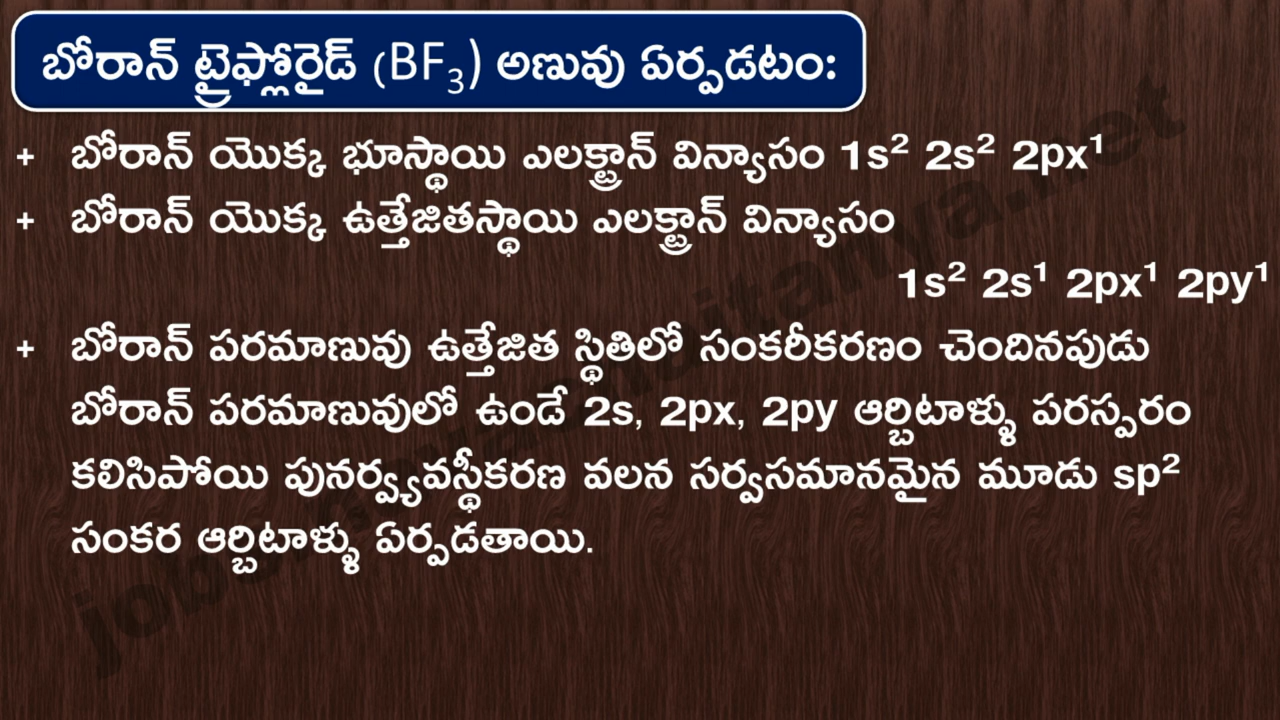 బోరాన్ ట్రైఫ్లోరైడ్ (BF₃) అణువు ఏర్పడటం:
+ బోరాన్ యొక్క భూస్థాయి ఎలక్ట్రాన్ విన్యాసం 1s² 2s² 2px¹
+ బోరాన్ యొక్క ఉత్తేజితస్థాయి ఎలక్ట్రాన్ విన్యాసం
1s² 2s¹ 2px¹ 2py¹
+ బోరాన్ పరమాణువు ఉత్తేజిత స్థితిలో సంకరీకరణం చెందినపుడు
బోరాన్ పరమాణువులో ఉండే 2s, 2px, 2py ఆర్బిటాళ్ళు పరస్పరం
కలిసిపోయి పునర్వ్యవస్థీకరణ వలన సర్వసమానమైన మూడు sp²
సంకర ఆర్బిటాళ్ళు ఏర్పడతాయి.